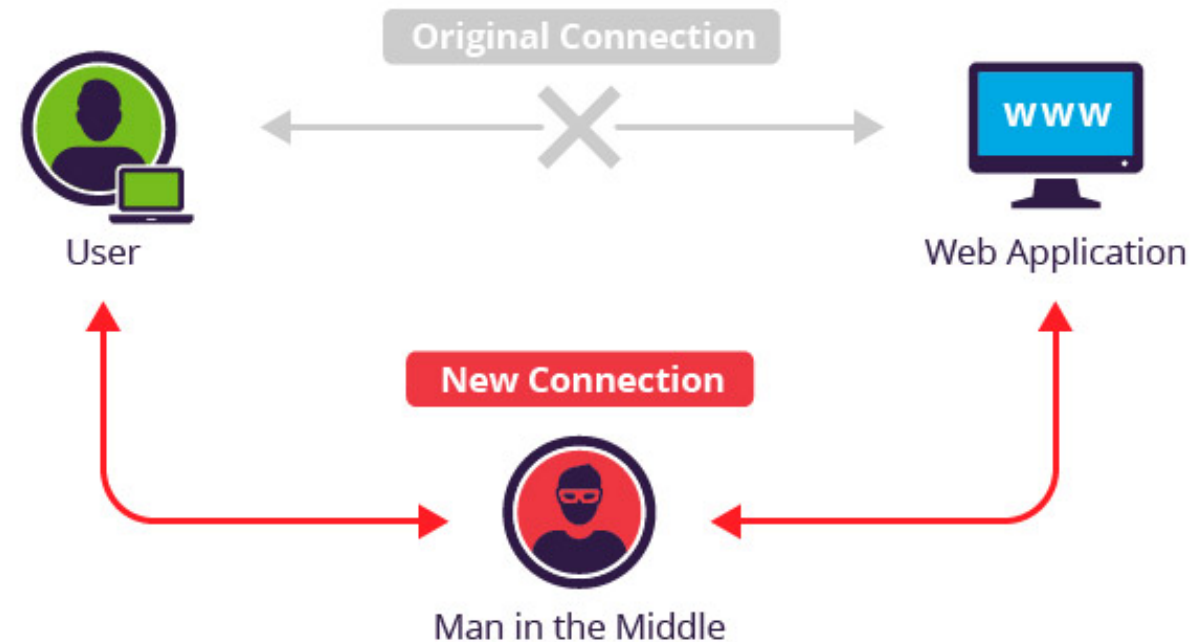 Original Connection
www
User
Web Application
New Connection
Man in the Middle